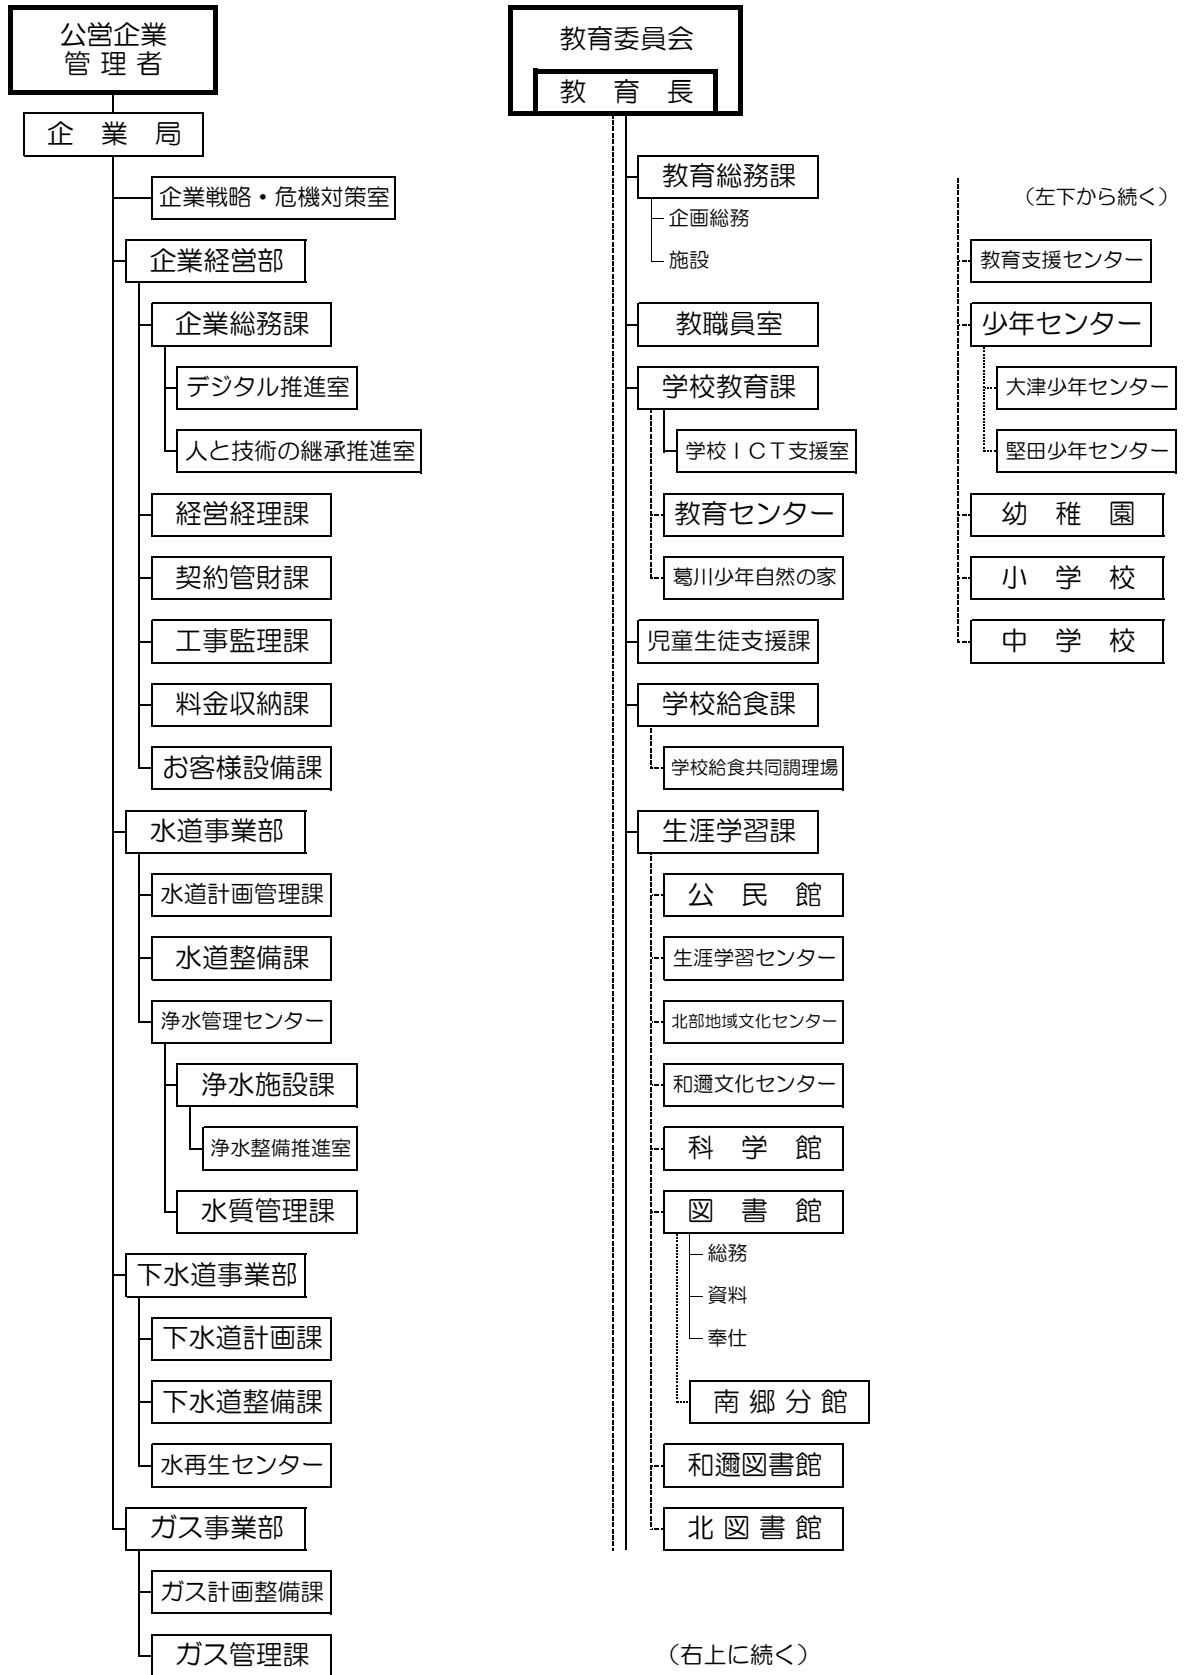 公営企業
管 理 者
企　業　局
企業戦略・危機対策室
企業経営部
企業総務課
デジタル推進室
人と技術の継承推進室
経営経理課
契約管財課
工事監理課
料金収納課
お客様設備課
水道事業部
水道計画管理課
水道整備課
浄水管理センター
浄水施設課
浄水整備推進室
水質管理課
下水道事業部
下水道計画課
下水道整備課
水再生センター
ガス事業部
ガス計画整備課
ガス管理課
教育委員会
教　育　長
教育総務課
企画総務
施設
教職員室
学校教育課
学校ＩＣＴ支援室
教育センター
葛川少年自然の家
児童生徒支援課
学校給食課
学校給食共同調理場
生涯学習課
公　民　館
生涯学習センター
北部地域文化センター
和邇文化センター
科　学　館
図　書　館
総務
資料
奉仕
南 郷 分 館
和邇図書館
北 図 書 館
（右上に続く）
（左下から続く）
教育支援センター
少年センター
大津少年センター
堅田少年センター
幼　稚　園
小　学　校
中　学　校